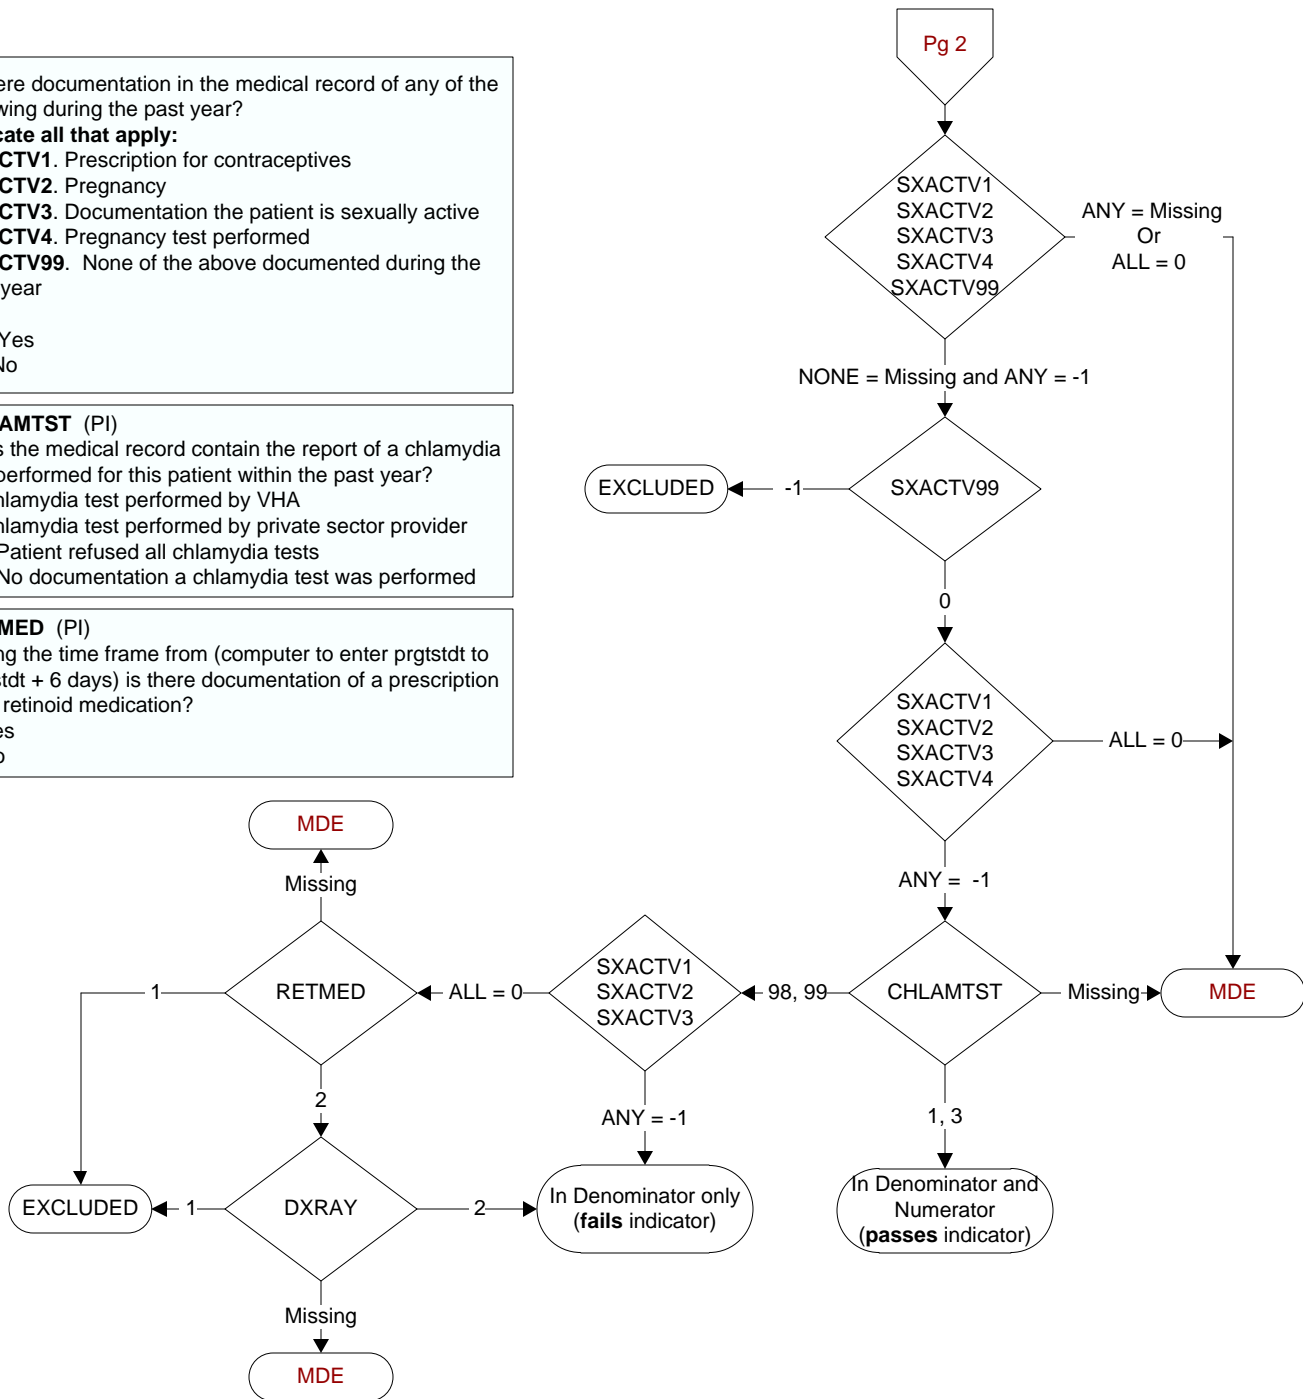 Pg 2
ere documentation in the medical record of any of the
wing during the past year?
cate all that apply:
CTV1. Prescription for contraceptives
CTV2. Pregnancy
CTV3. Documentation the patient is sexually active
CTV4. Pregnancy test performed
CTV99. None of the above documented during the
year
Yes
No
AMTST (PI)
s the medical record contain the report of a chlamydia
performed for this patient within the past year?
hlamydia test performed by VHA
hlamydia test performed by private sector provider
Patient refused all chlamydia tests
No documentation a chlamydia test was performed
MED (PI)
ng the time frame from (computer to enter prgtstdt to
stdt + 6 days) is there documentation of a prescription
retinoid medication?
es
o
SXACTV1
SXACTV2
SXACTV3
SXACTV4
SXACTV99
ANY = Missing
Or
ALL = 0
NONE = Missing and ANY = -1
EXCLUDED
-1
SXACTV99
0
SXACTV1
SXACTV2
SXACTV3
SXACTV4
ALL = 0
ANY = -1
MDE
Missing
1
RETMED
ALL = 0
SXACTV1
SXACTV2
SXACTV3
98, 99
CHLAMTST
Missing
MDE
2
ANY = -1
1, 3
EXCLUDED
1
DXRAY
2
In Denominator only
(fails indicator)
In Denominator and
Numerator
(passes indicator)
Missing
MDE